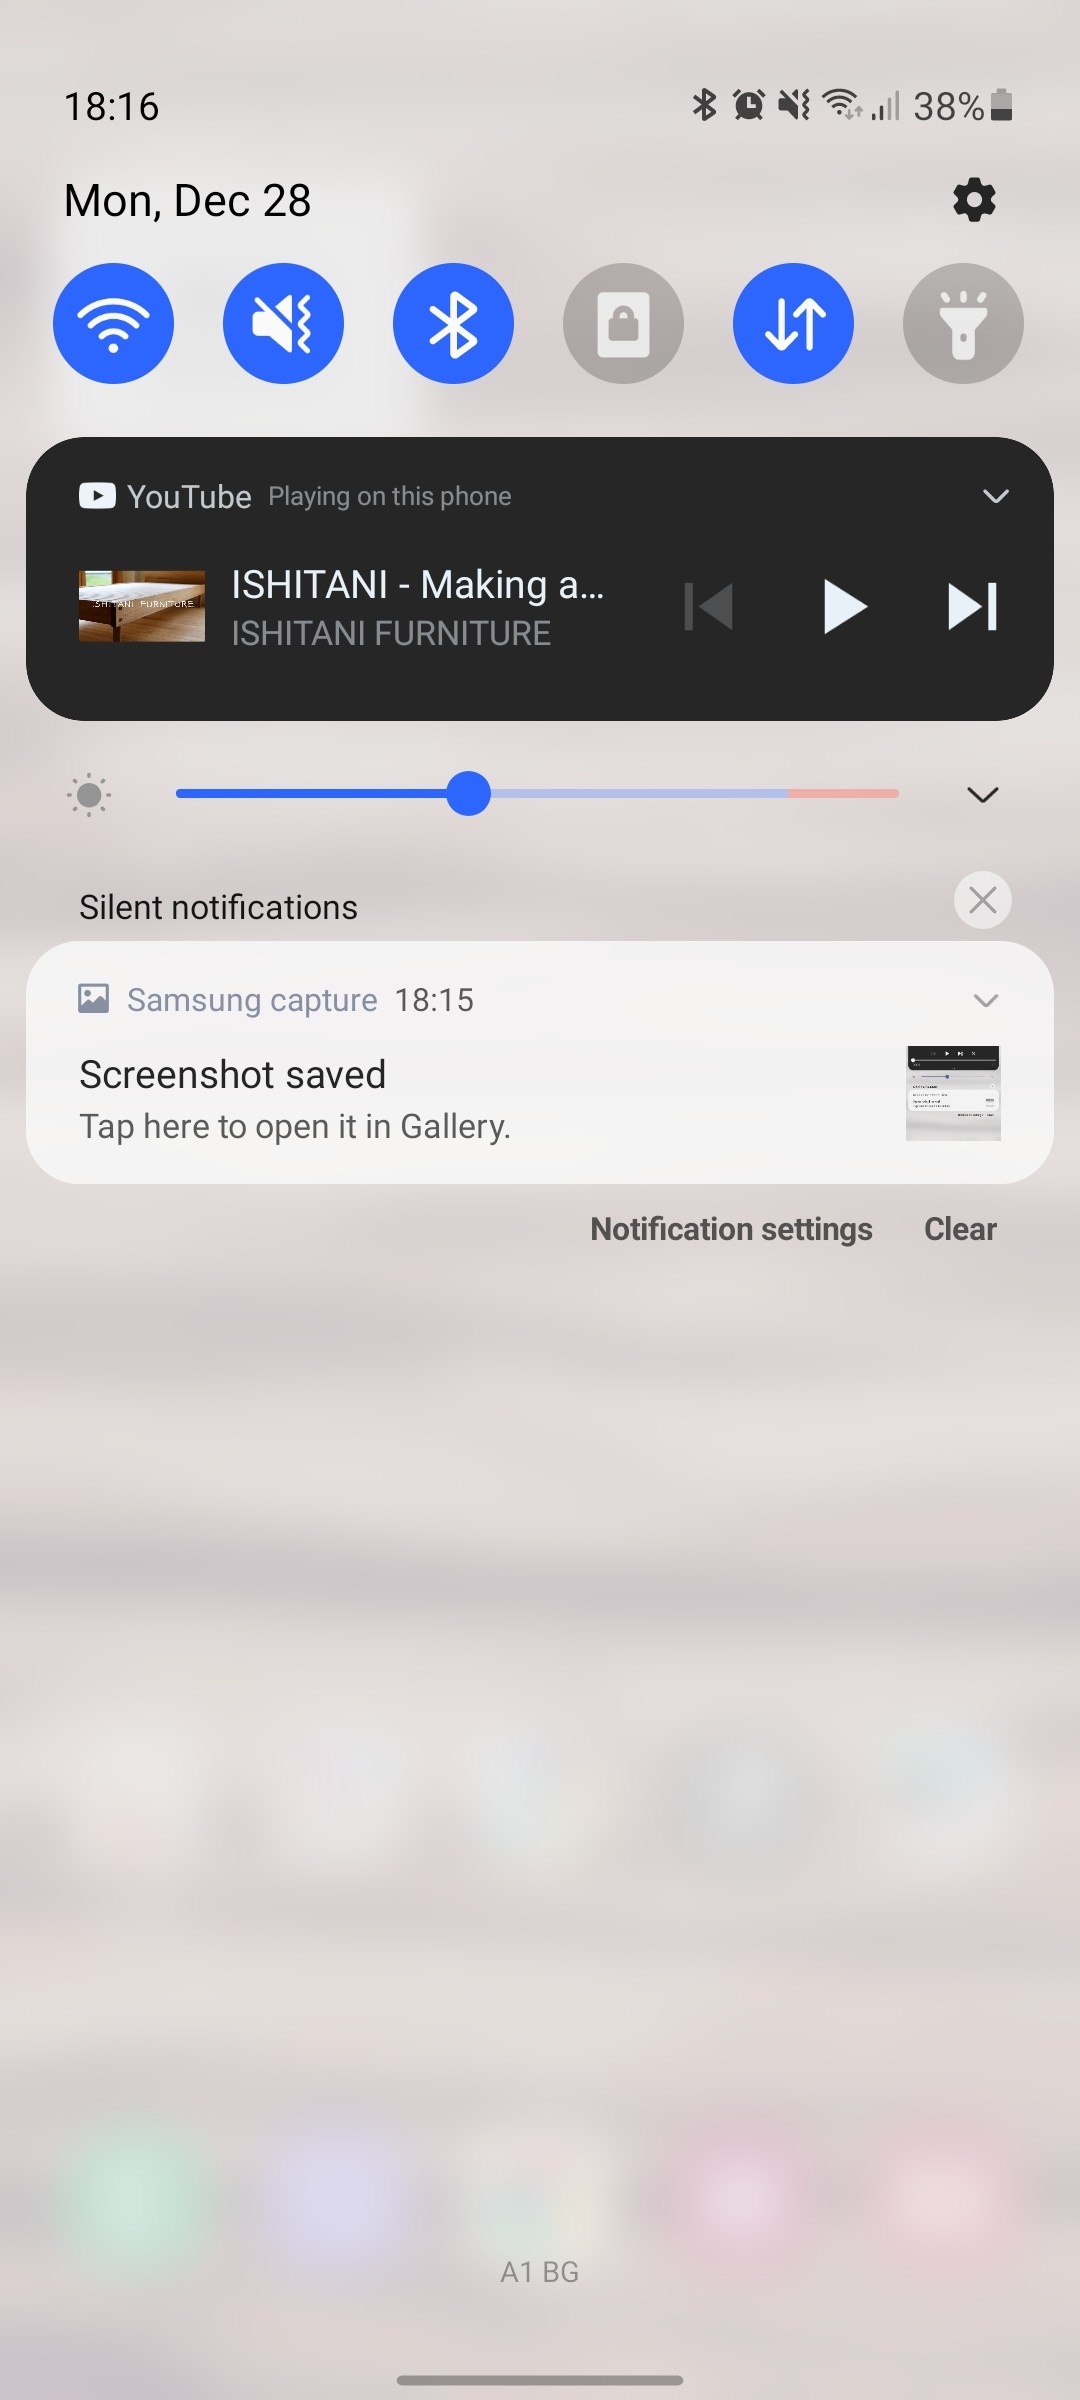 18:16
38%
Mon, Dec 28
YouTube Playing on this phone
ISHITANI - Making a...
ISHITANI FURNITURE
ISHITANI FURNITURE
Silent notifications
Samsung capture 18:15
Screenshot saved
Tap here to open it in Gallery.
Notification settings Clear
A1 BG